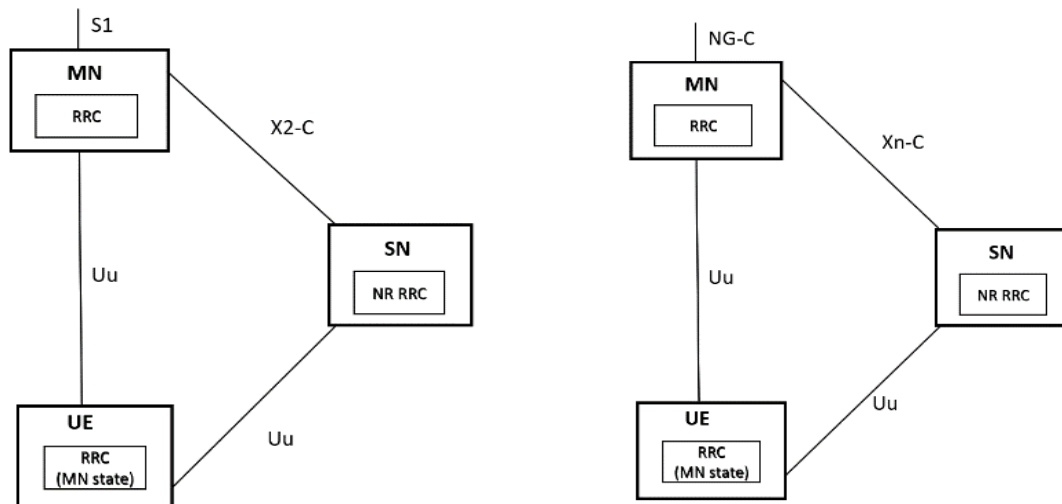 S1
MN
RRC
X2-C
SN
NR RRC
Uu
UE
RRC
(MN state)
Uu
NG-C
MN
RRC
Xn-C
SN
NR RRC
Uu
UE
RRC
(MN state)
Uu